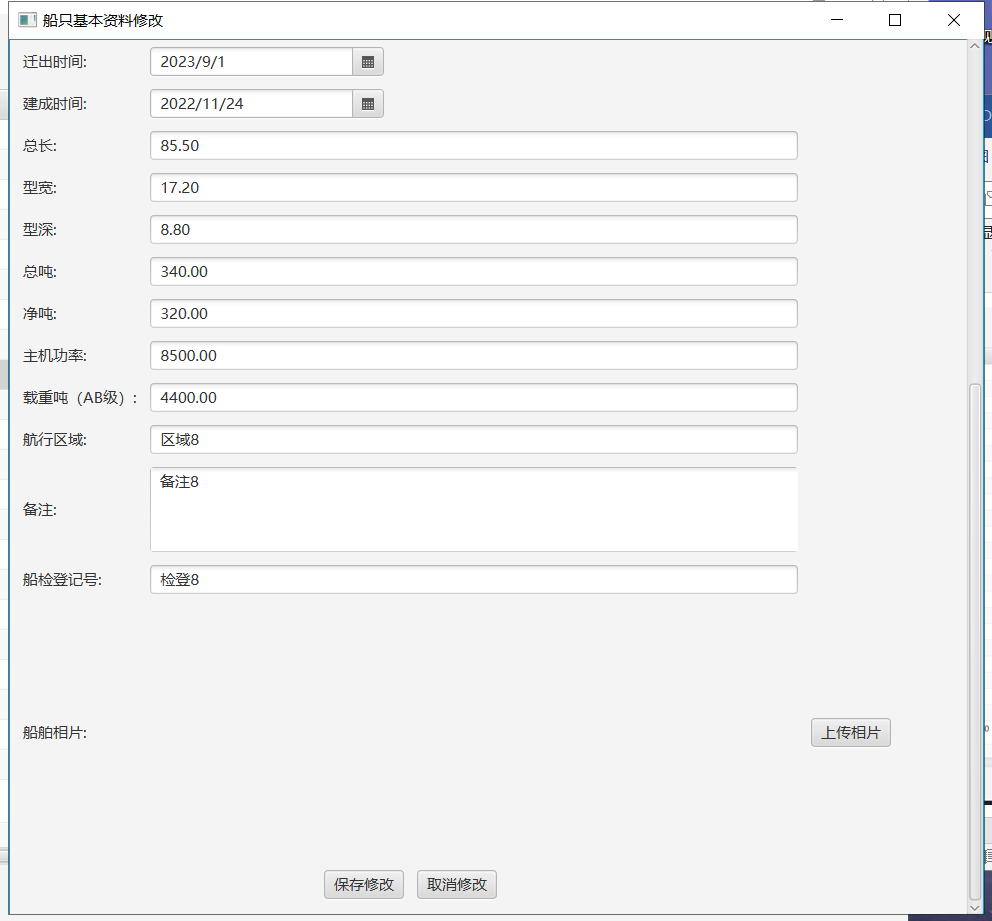 船只基本资料修改
迁出时间: 2023/9/1
建成时间: 2022/11/24
总长: 85.50
型宽: 17.20
型深: 8.80
总吨: 340.00
净吨: 320.00
主机功率: 8500.00
载重吨（AB级）: 4400.00
航行区域: 区域8
备注: 备注8
船检登记号: 检登8
船舶相片: 上传相片
保存修改 取消修改